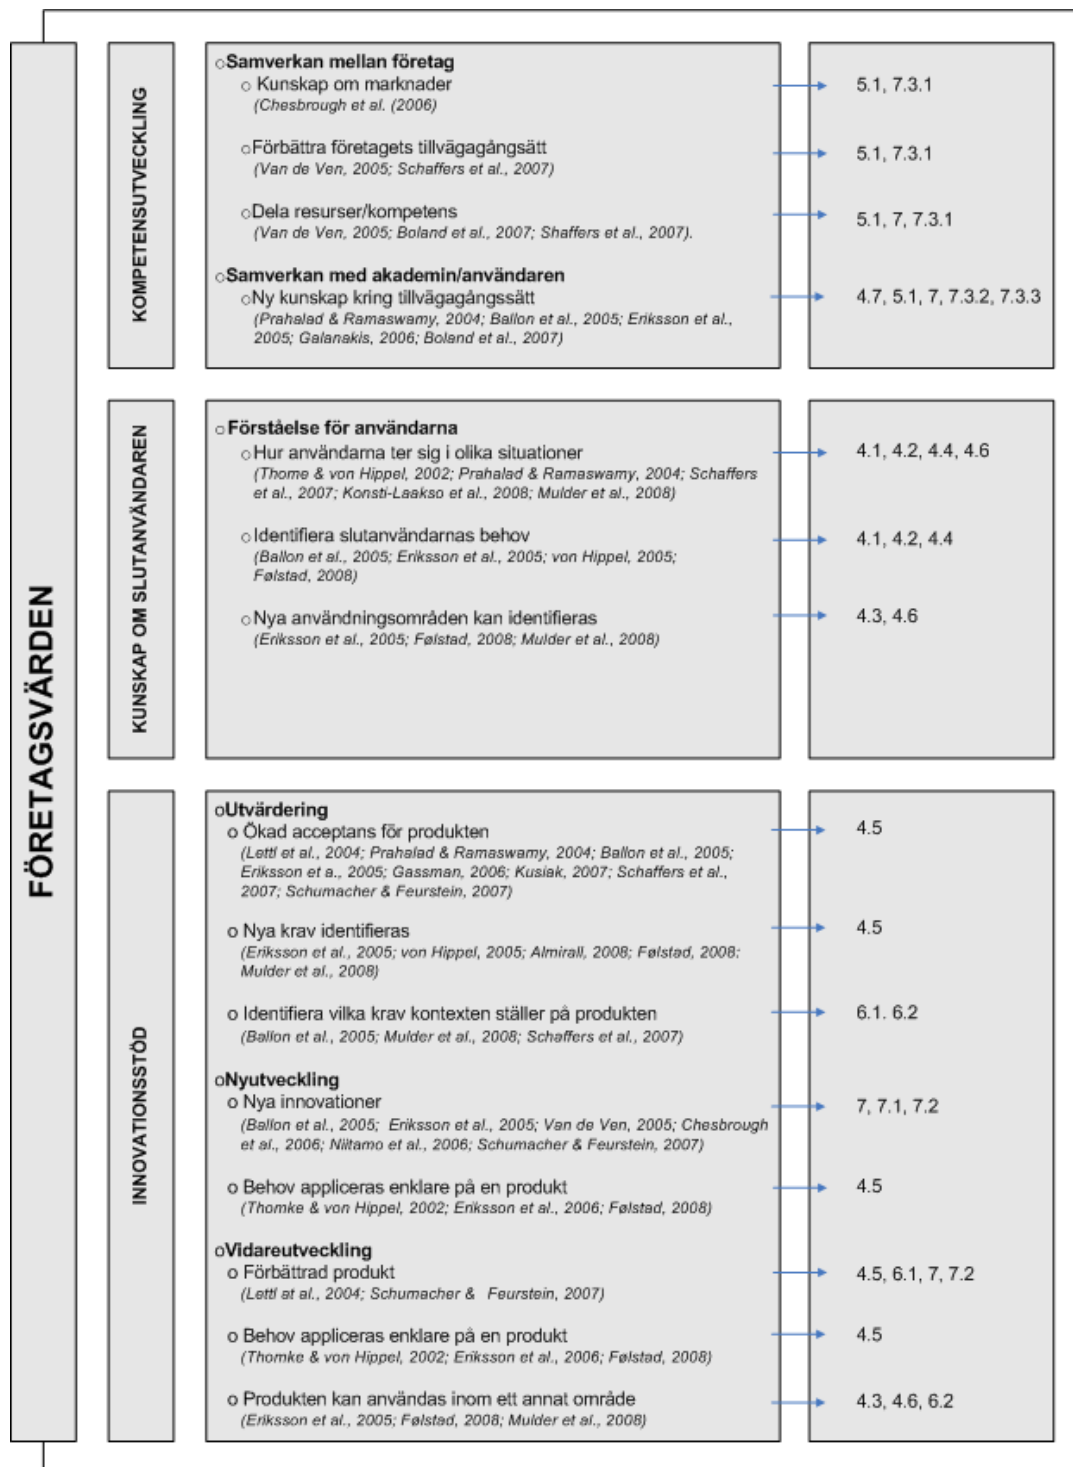 FÖRETAGSVÄRDEN
KOMPETENSUTVECKLING
oSamverkan mellan företag
o Kunskap om marknader
(Chesbrough et al. (2006)
5.1, 7.3.1
oFörbättra företagets tillvägagångsätt
(Van de Ven, 2005; Schaffers et al., 2007)
5.1, 7.3.1
oDela resurser/kompetens
(Van de Ven, 2005; Boland et al., 2007; Shaffers et al., 2007).
5.1, 7, 7.3.1
oSamverkan med akademin/användaren
oNy kunskap kring tillvägagångssätt
(Prahalad & Ramaswamy, 2004; Ballon et al., 2005; Eriksson et al.,
2005; Galanakis, 2006; Boland et al., 2007)
4.7, 5.1, 7, 7.3.2, 7.3.3
KUNSKAP OM SLUTANVÄNDAREN
o Förståelse för användarna
o Hur användarna ter sig i olika situationer
(Thome & von Hippel, 2002; Prahalad & Ramaswamy, 2004; Schaffers
et al., 2007; Konsti-Laakso et al., 2008; Mulder et al., 2008)
4.1, 4.2, 4.4, 4.6
o Identifiera slutanvändarnas behov
(Ballon et al., 2005; Eriksson et al., 2005; von Hippel, 2005;
Følstad, 2008)
4.1, 4.2, 4.4
o Nya användningsområden kan identifieras
(Eriksson et al., 2005; Følstad, 2008; Mulder et al., 2008)
4.3, 4.6
INNOVATIONSSTÖD
oUtvärdering
o Ökad acceptans för produkten
(Lettl et al., 2004; Prahalad & Ramaswamy, 2004; Ballon et al., 2005;
Eriksson et a., 2005; Gassman, 2006; Kusiak, 2007; Schaffers et al.,
2007; Schumacher & Feurstein, 2007)
4.5
o Nya krav identifieras
(Eriksson et al., 2005; von Hippel, 2005; Almirall, 2008; Følstad, 2008:
Mulder et al., 2008)
4.5
o Identifiera vilka krav kontexten ställer på produkten
(Ballon et al., 2005; Mulder et al., 2008; Schaffers et al., 2007)
6.1. 6.2
oNyutveckling
o Nya innovationer
(Ballon et al., 2005; Eriksson et al., 2005; Van de Ven, 2005; Chesbrough
et al., 2006; Niitamo et al., 2006; Schumacher & Feurstein, 2007)
7, 7.1, 7.2
o Behov appliceras enklare på en produkt
(Thomke & von Hippel, 2002; Eriksson et al., 2006; Følstad, 2008)
4.5
oVidareutveckling
o Förbättrad produkt
(Lettl at al., 2004; Schumacher & Feurstein, 2007)
4.5, 6.1, 7, 7.2
o Behov appliceras enklare på en produkt
(Thomke & von Hippel, 2002; Eriksson et al., 2006; Følstad, 2008)
4.5
o Produkten kan användas inom ett annat område
(Eriksson et al., 2005; Følstad, 2008; Mulder et al., 2008)
4.3, 4.6, 6.2